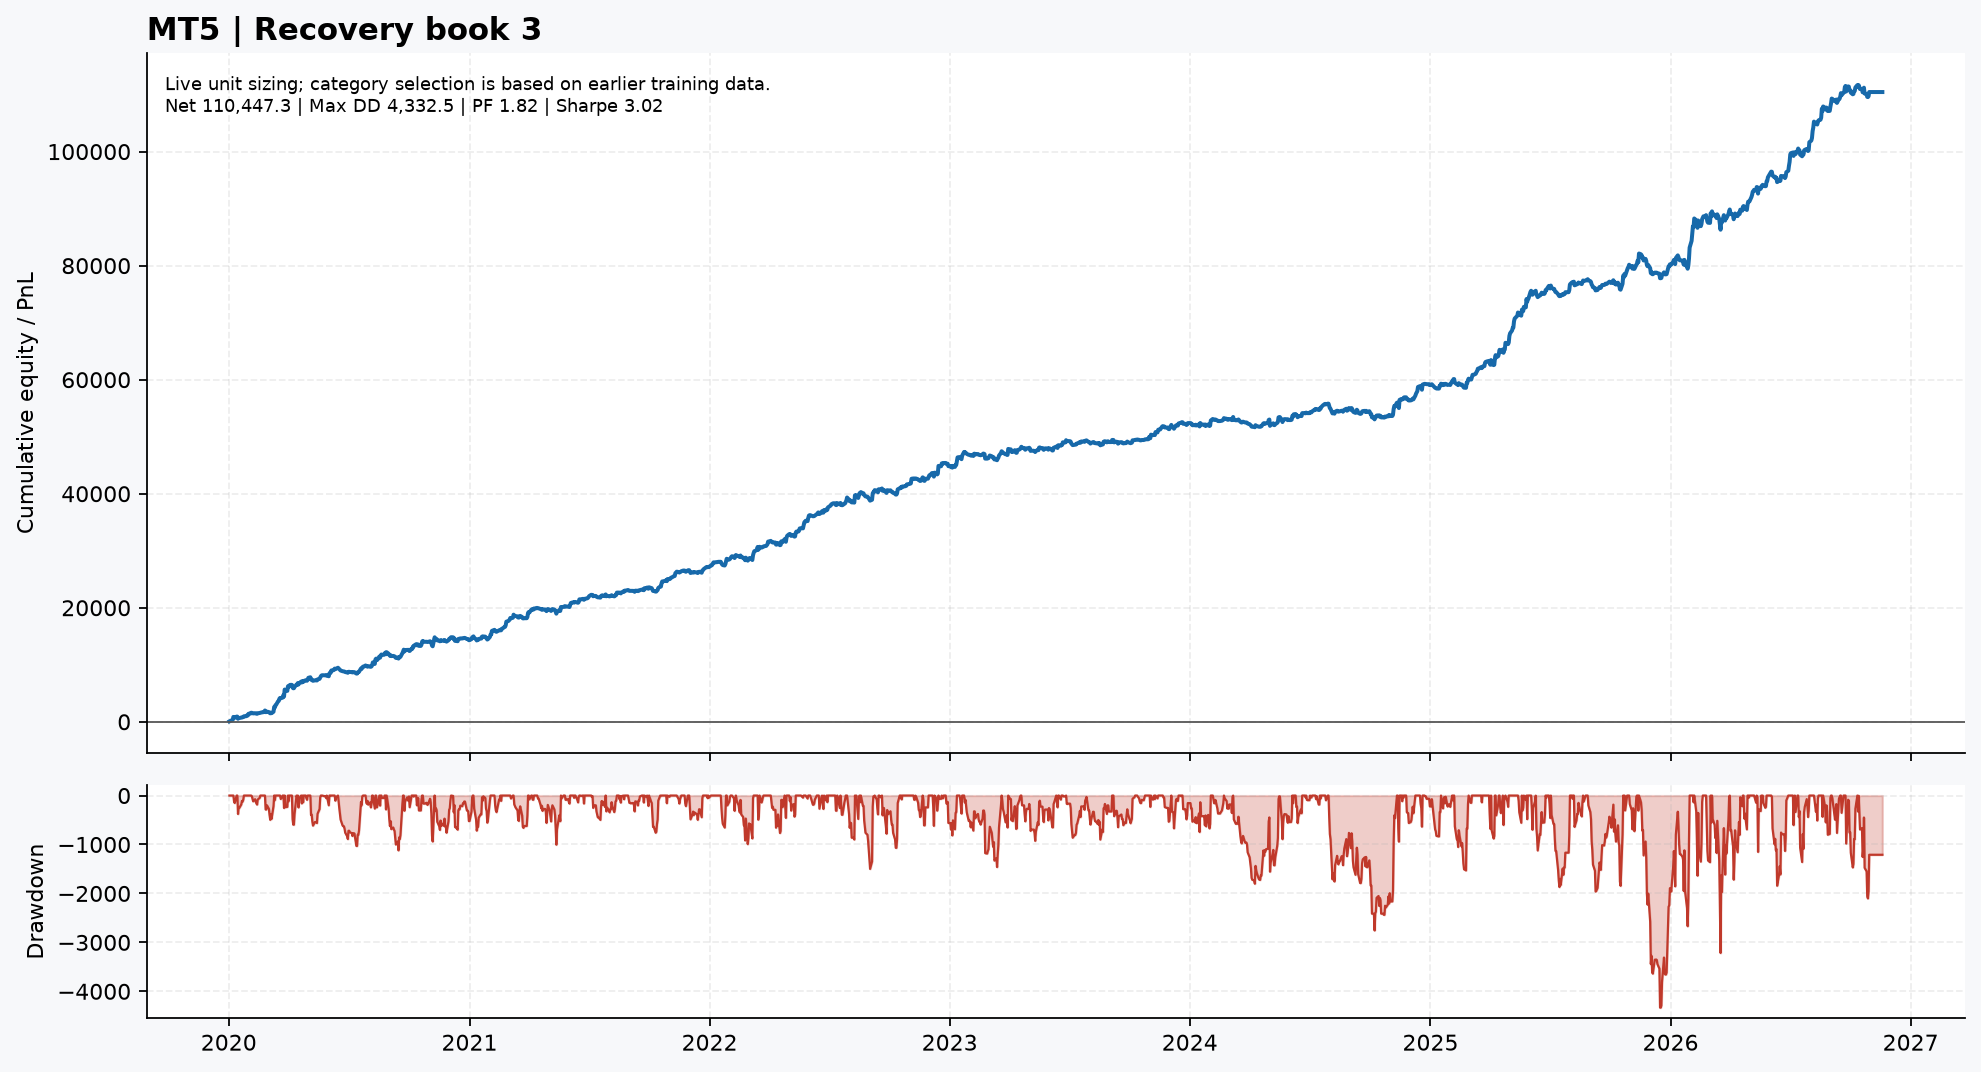 MT5 | Recovery book 3
Live unit sizing; category selection is based on earlier training data.
Net 110,447.3 | Max DD 4,332.5 | PF 1.82 | Sharpe 3.02
Cumulative equity / PnL
100000
80000
60000
40000
20000
0
Drawdown
0
−1000
−2000
−3000
−4000
2020 2021 2022 2023 2024 2025 2026 2027